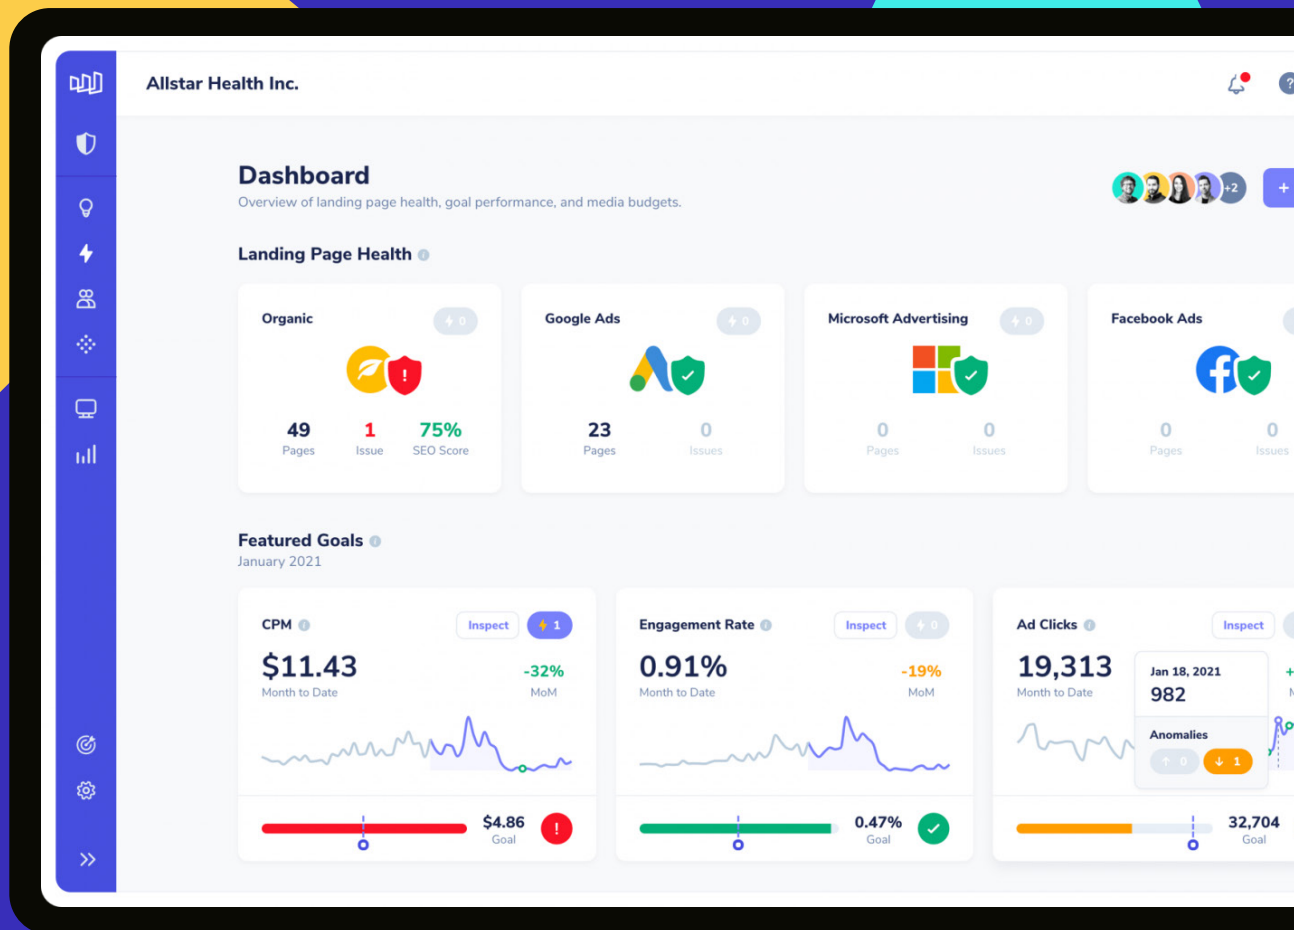 Allstar Health Inc.
?
Dashboard
Overview of landing page health, goal performance, and media budgets.
+2
+
Landing Page Health i
Organic 0
!
49 1 75%
Pages Issue SEO Score
Google Ads 0
23 0
Pages Issues
Microsoft Advertising 0
0 0
Pages Issues
Facebook Ads
0 0
Pages Issues
Featured Goals i
January 2021
CPM i Inspect 1
$11.43 -32%
Month to Date MoM
$4.86 !
Goal
Engagement Rate i Inspect 0
0.91% -19%
Month to Date MoM
0.47%
Goal
Ad Clicks i Inspect
19,313
Month to Date
Jan 18, 2021
982
Anomalies
↑ 0 ↓ 1
32,704
Goal